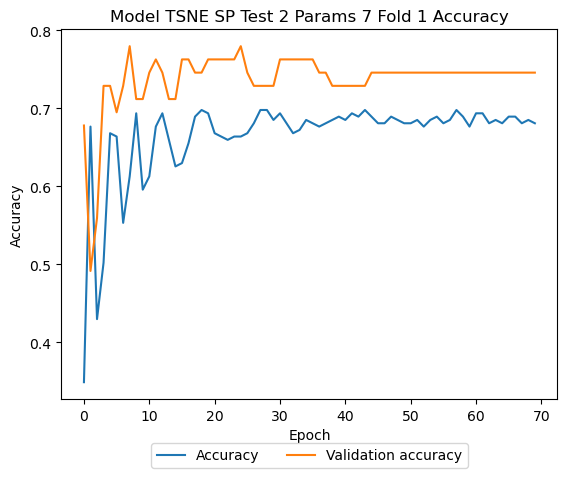 Model TSNE SP Test 2 Params 7 Fold 1 Accuracy
0.8
0.7
0.6
0.5
0.4
Accuracy
0 10 20 30 40 50 60 70
Epoch
Accuracy Validation accuracy